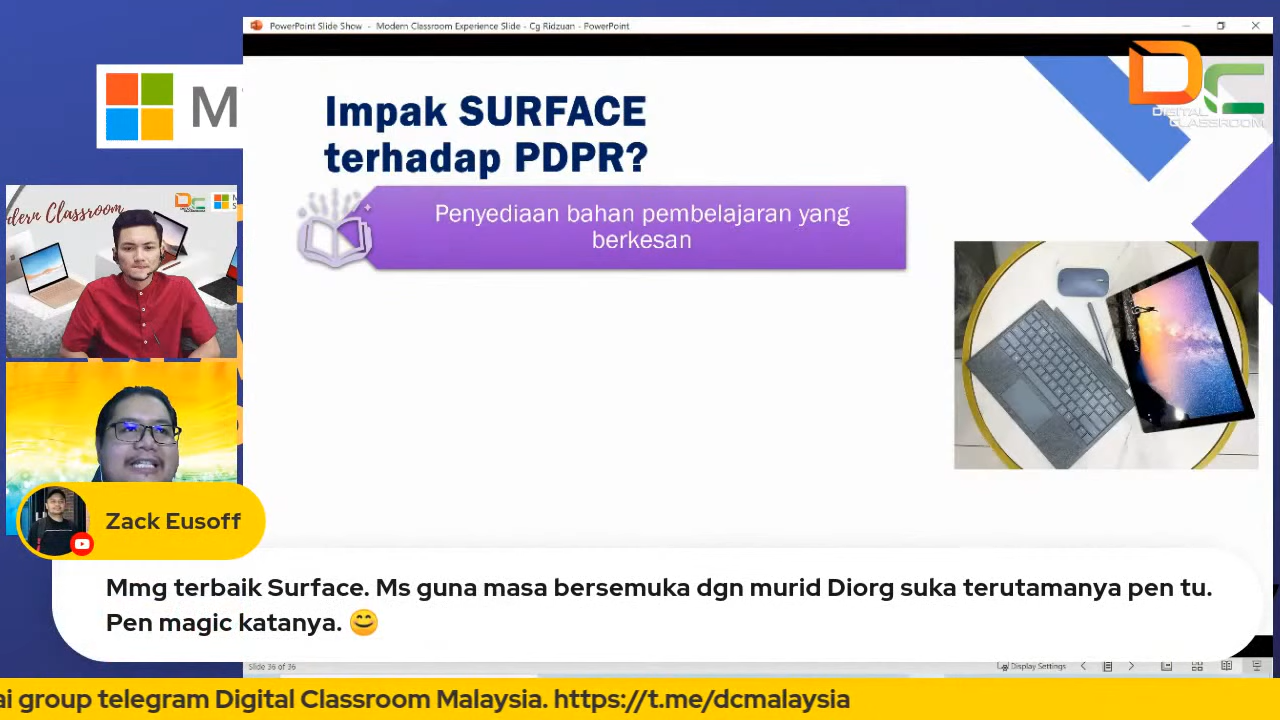 PowerPoint Slide Show - Modern Classroom Experience Slide - Cg Ridzuan - PowerPoint
DC
DIGITAL
CLASSROOM
Impak SURFACE
terhadap PDPR?
Penyediaan bahan pembelajaran yang
berkesan
dern Classroom
Zack Eusoff
Mmg terbaik Surface. Ms guna masa bersemuka dgn murid Diorg suka terutamanya pen tu.
Pen magic katanya. 😊
Slide 36 of 36
Display Settings
ai group telegram Digital Classroom Malaysia. https://t.me/dcmalaysia